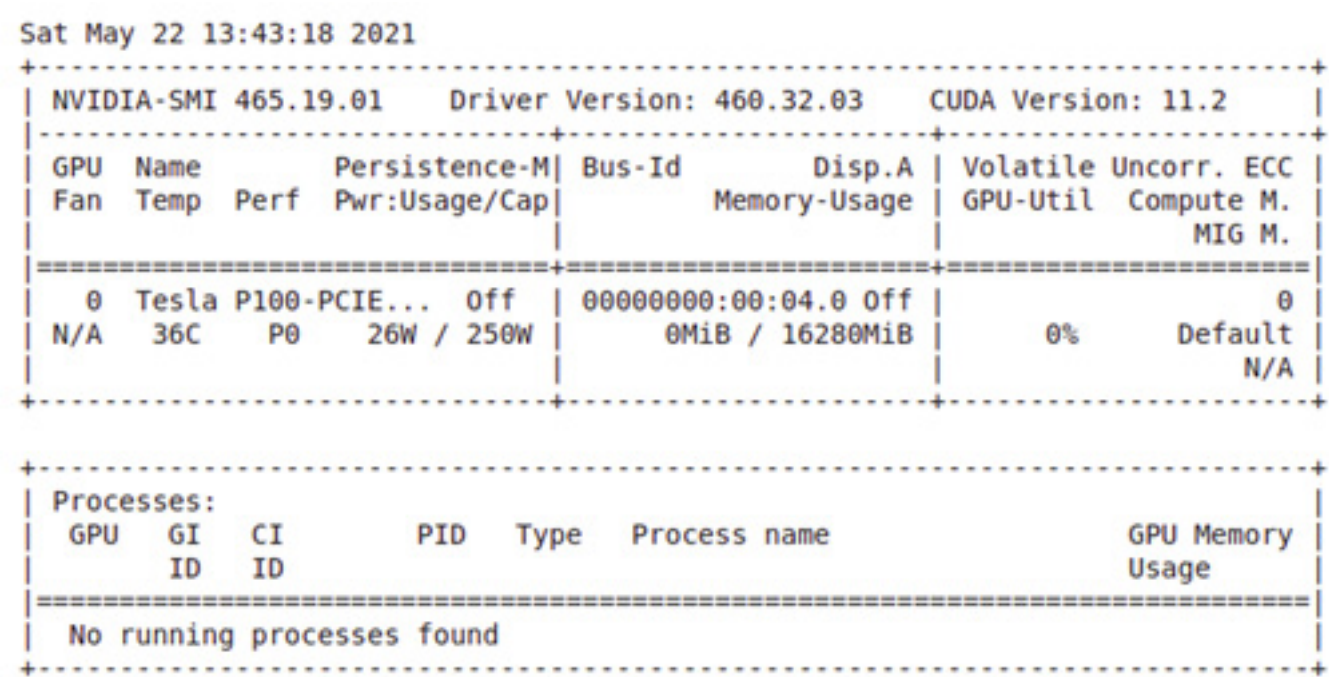 Sat May 22 13:43:18 2021
+-----------------------------------------------------------------------------+
| NVIDIA-SMI 465.19.01    Driver Version: 460.32.03    CUDA Version: 11.2     |
|-------------------------------+----------------------+----------------------+
| GPU  Name        Persistence-M| Bus-Id        Disp.A | Volatile Uncorr. ECC |
| Fan  Temp  Perf  Pwr:Usage/Cap|         Memory-Usage | GPU-Util  Compute M. |
|                               |                      |               MIG M. |
|===============================+======================+======================|
|   0  Tesla P100-PCIE...  Off  | 00000000:00:04.0 Off |                    0 |
| N/A   36C    P0    26W / 250W |      0MiB / 16280MiB |      0%      Default |
|                               |                      |                  N/A |
+-------------------------------+----------------------+----------------------+

+-----------------------------------------------------------------------------+
| Processes:                                                                  |
|  GPU   GI   CI        PID   Type   Process name                  GPU Memory |
|        ID   ID                                                   Usage      |
|=============================================================================|
|  No running processes found                                                 |
+-----------------------------------------------------------------------------+